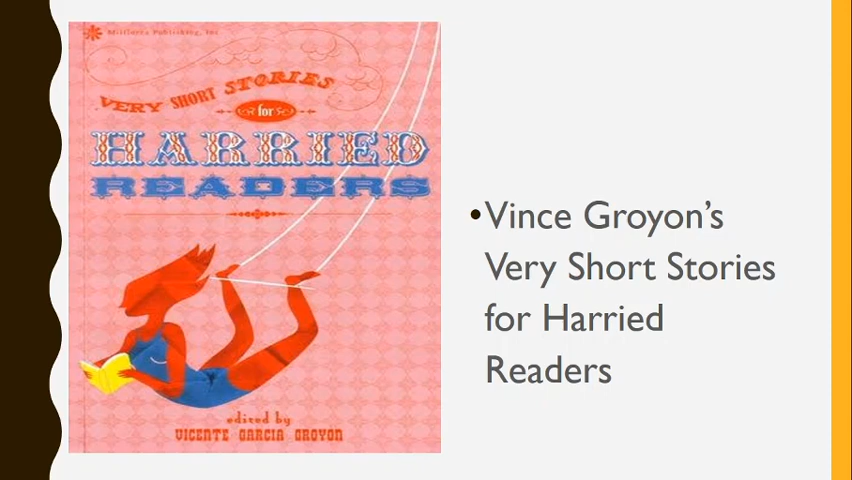 Milflores Publishing, Inc.
VERY SHORT STORIES
for
HARRIED
READERS
edited by
VICENTE GARCIA GROYON
•Vince Groyon’s
Very Short Stories
for Harried
Readers